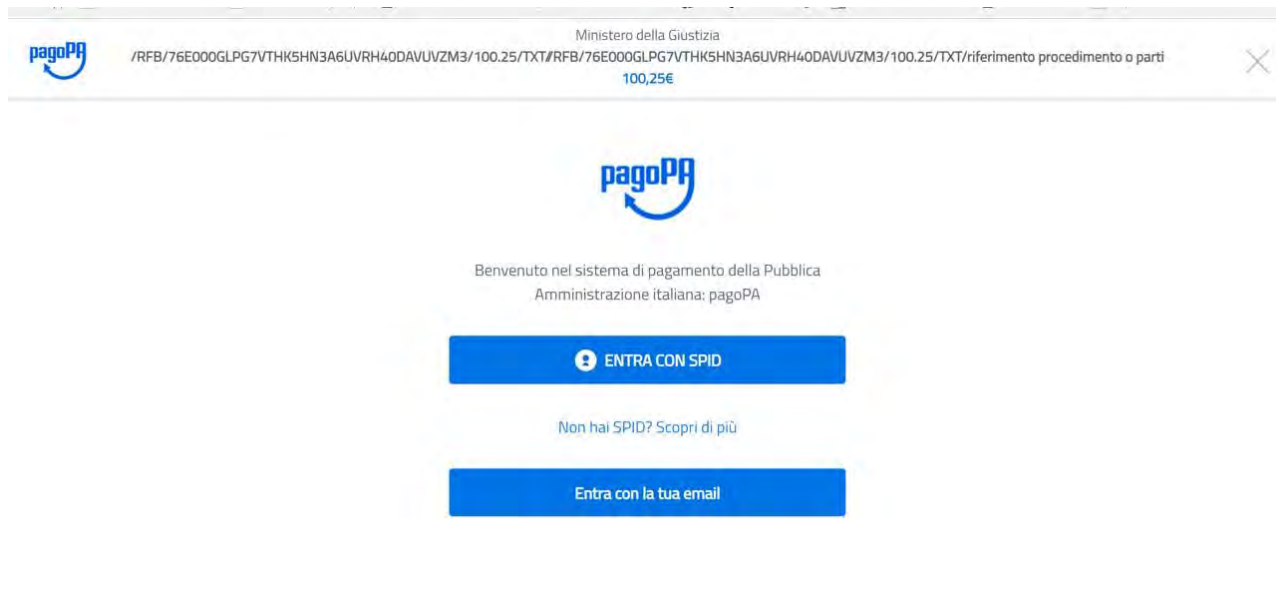 Ministero della Giustizia
pagoPA
/RFB/76E000GLPG7VTHK5HN3A6UVRH40DAVUVZM3/100.25/TXT//RFB/76E000GLPG7VTHK5HN3A6UVRH40DAVUVZM3/100.25/TXT/riferimento procedimento o parti
100,25€
pagoPA
Benvenuto nel sistema di pagamento della Pubblica
Amministrazione italiana: pagoPA
ENTRA CON SPID
Non hai SPID? Scopri di più
Entra con la tua email